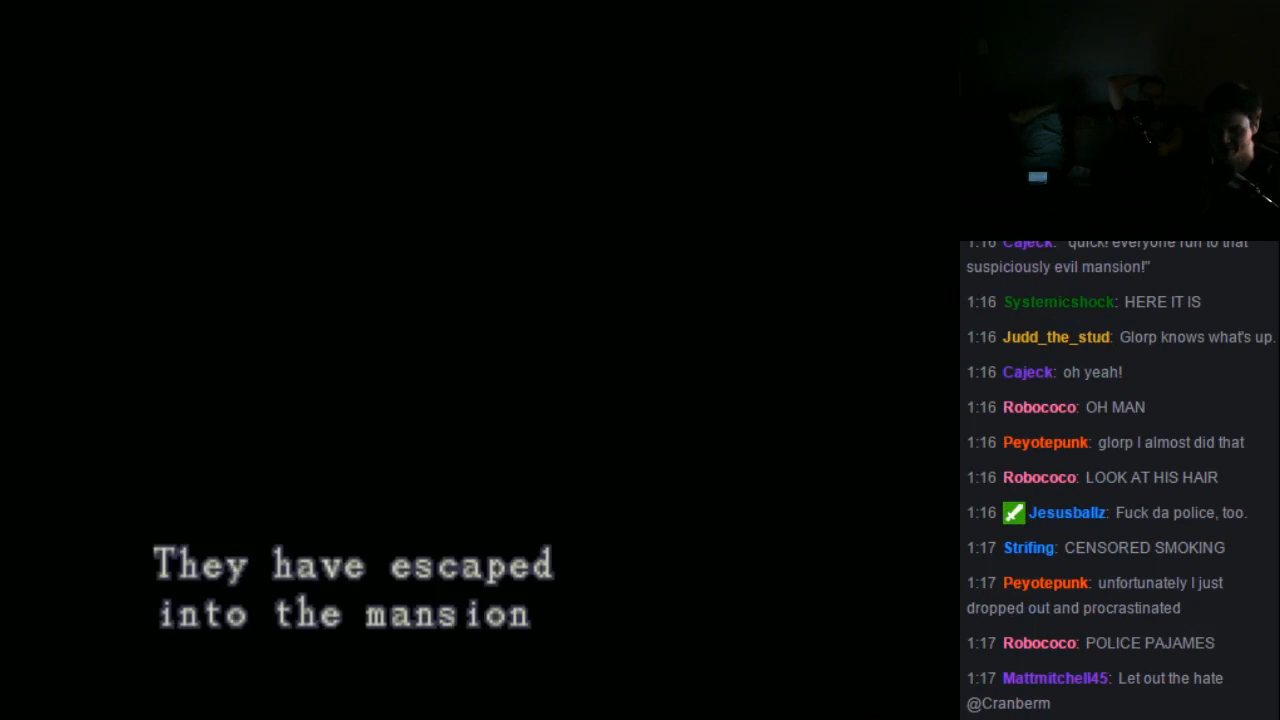 They have escaped
into the mansion
1:16 Cajeck: "quick! everyone run to that
suspiciously evil mansion!"
1:16 Systemicshock: HERE IT IS
1:16 Judd_the_stud: Glorp knows what's up.
1:16 Cajeck: oh yeah!
1:16 Robococo: OH MAN
1:16 Peyotepunk: glorp I almost did that
1:16 Robococo: LOOK AT HIS HAIR
1:16 Jesusballz: Fuck da police, too.
1:17 Strifing: CENSORED SMOKING
1:17 Peyotepunk: unfortunately I just
dropped out and procrastinated
1:17 Robococo: POLICE PAJAMES
1:17 Mattmitchell45: Let out the hate
@Cranberm